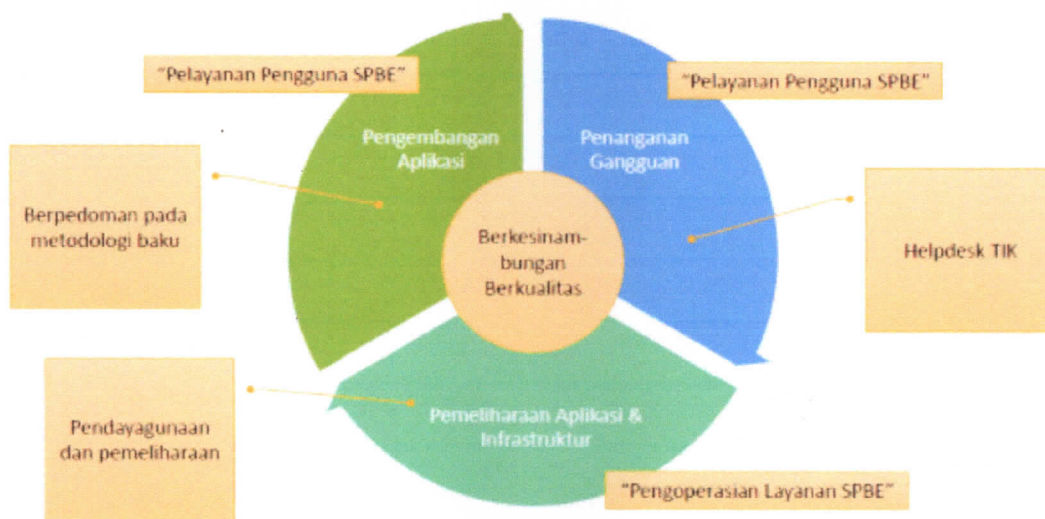 "Pelayanan Pengguna SPBE"
"Pelayanan Pengguna SPBE"
Pengembangan
Aplikasi
Penanganan
Gangguan
Berpedoman pada
metodologi baku
Berkesinam-
bungan
Berkualitas
Helpdesk TIK
Pendayagunaan
dan pemeliharaan
Pemeliharaan Aplikasi &
Infrastruktur
"Pengoperasian Layanan SPBE"